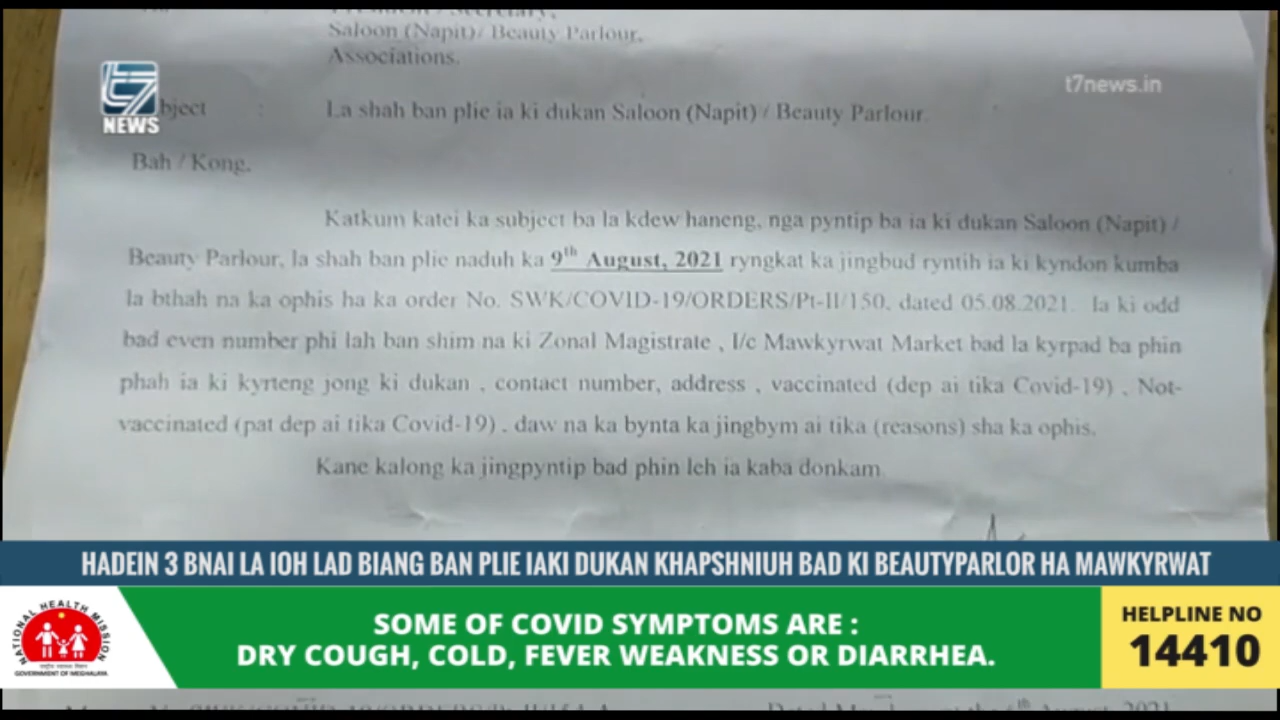 Saloon (Napit)/ Beauty Parlour,
Associations.
t7news.in
T7
NEWS
bject : La shah ban plie ia ki dukan Saloon (Napit) / Beauty Parlour.
Bah / Kong,
Katkum katei ka subject ba la kdew haneng, nga pyntip ba ia ki dukan Saloon (Napit) /
Beauty Parlour, la shah ban plie naduh ka 9th August, 2021 ryngkat ka jingbud ryntih ia ki kyndon kumba
la bthah na ka ophis ha ka order No. SWK/COVID-19/ORDERS/Pt-II/150, dated 05.08.2021. Ia ki odd
bad even number phi lah ban shim na ki Zonal Magistrate , I/c Mawkyrwat Market bad la kyrpad ba phin
phah ia ki kyrteng jong ki dukan , contact number, address , vaccinated (dep ai tika Covid-19) , Not-
vaccinated (pat dep ai tika Covid-19) , daw na ka bynta ka jingbym ai tika (reasons) sha ka ophis.
Kane kalong ka jingpyntip bad phin leh ia kaba donkam.
HADEIN 3 BNAI LA IOH LAD BIANG BAN PLIE IAKI DUKAN KHAPSHNIUH BAD KI BEAUTYPARLOR HA MAWKYRWAT
NATIONAL HEALTH MISSION
राष्ट्रीय स्वास्थ्य मिशन
GOVERNMENT OF MEGHALAYA
SOME OF COVID SYMPTOMS ARE :
DRY COUGH, COLD, FEVER WEAKNESS OR DIARRHEA.
HELPLINE NO
14410